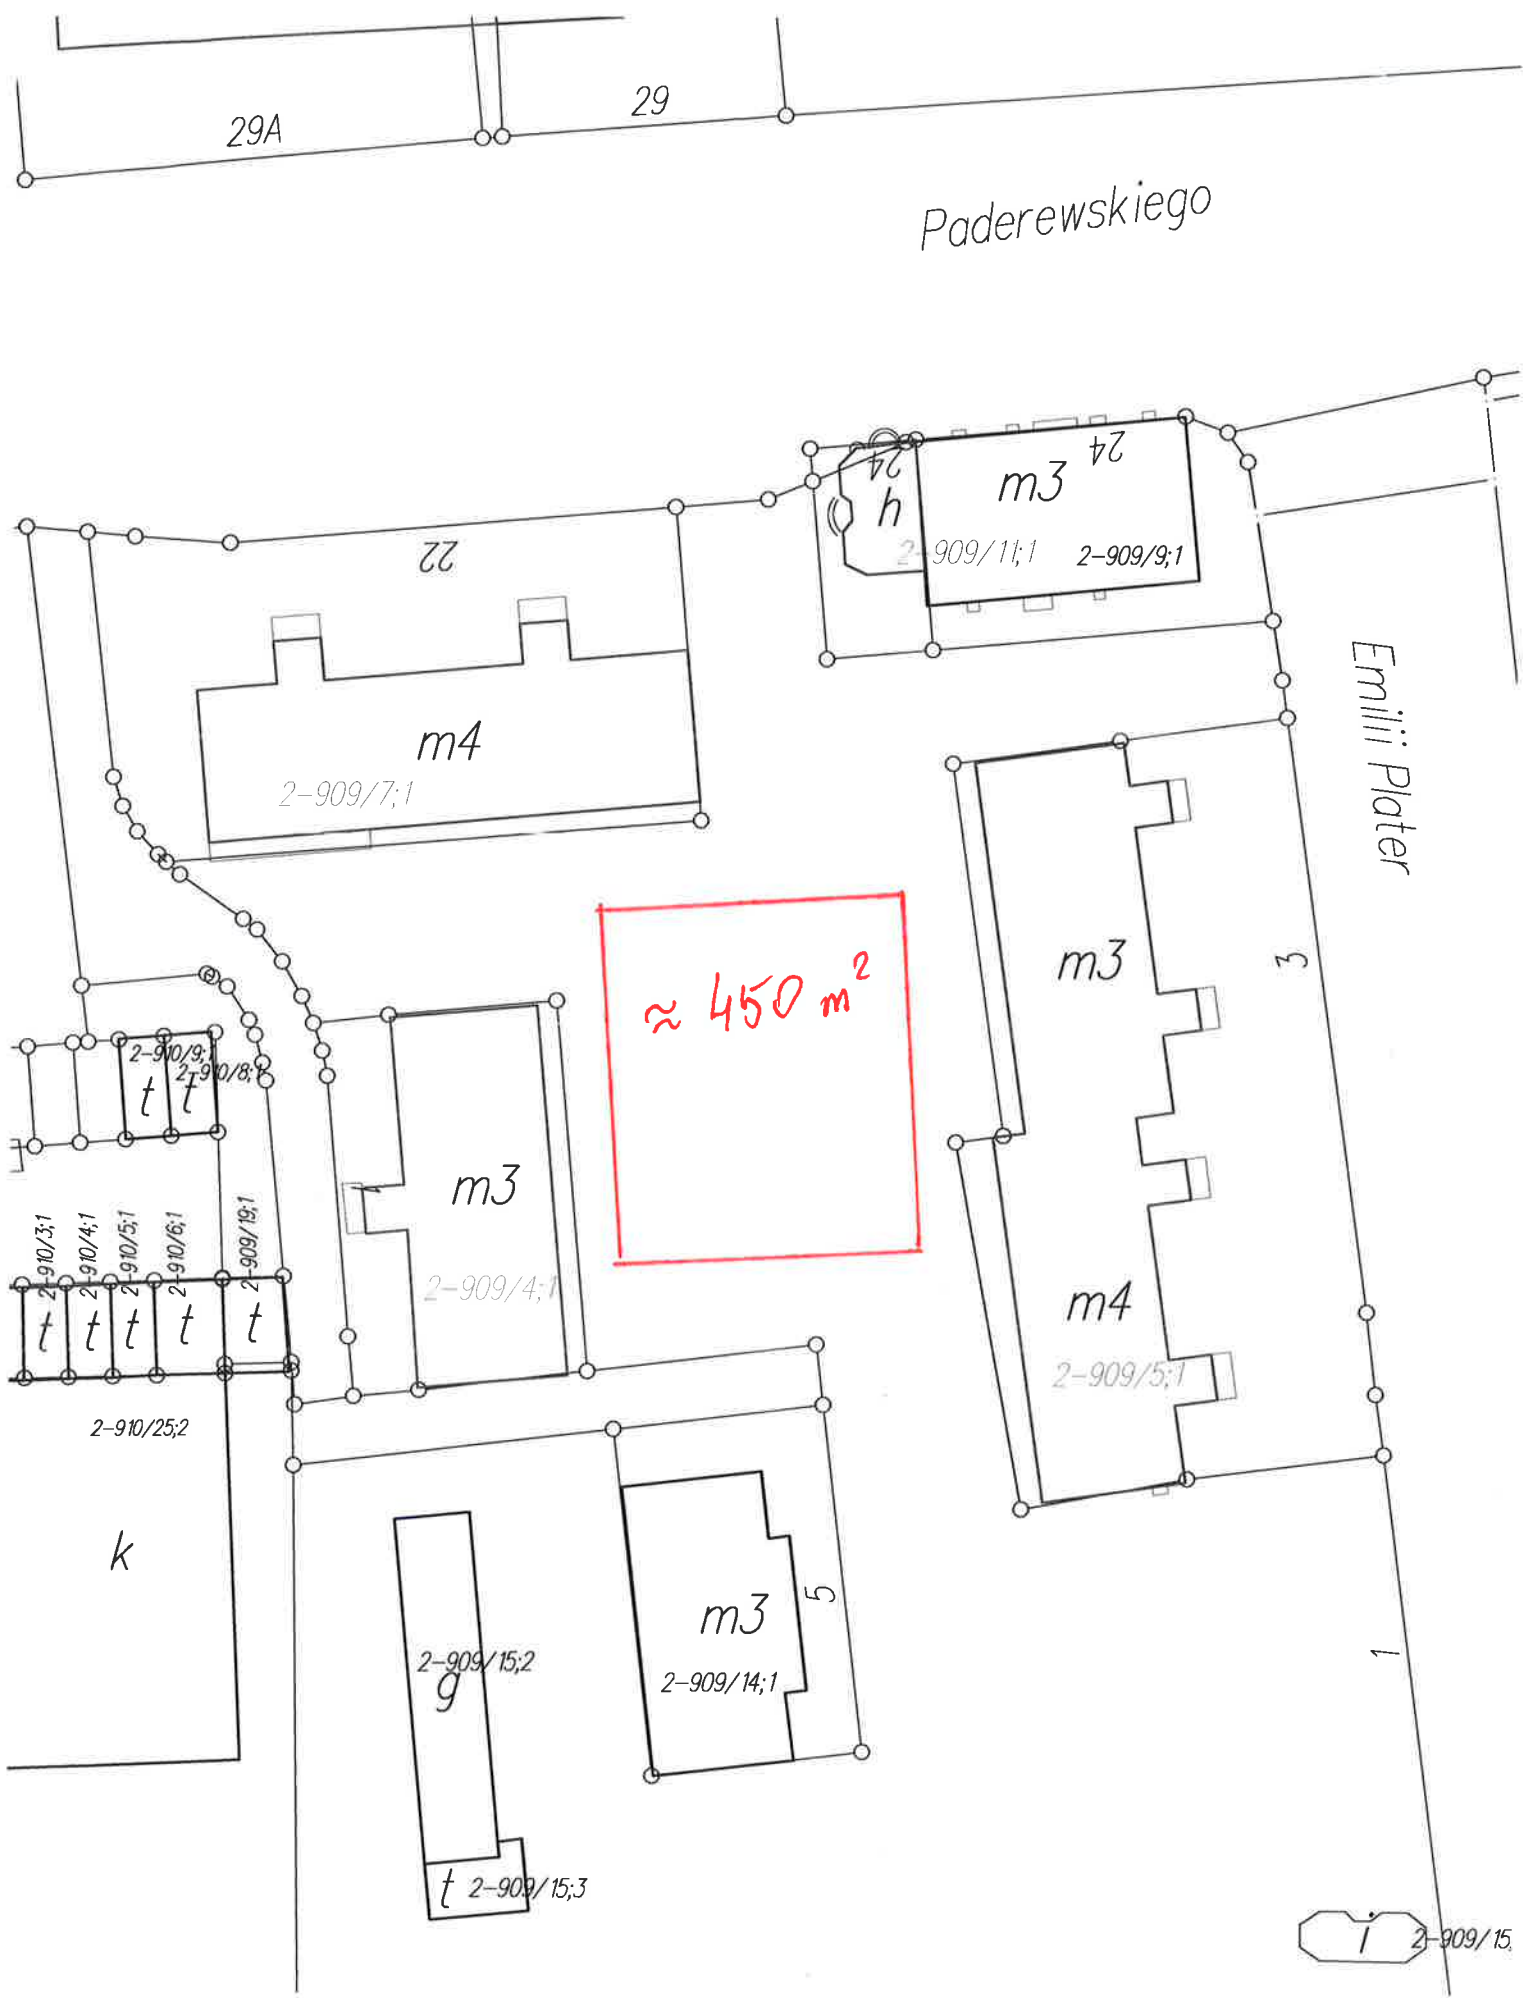 29A
29
Paderewskiego
24
24
m3
h
2-909/11;1
2-909/9;1
22
m4
2-909/7;1
Emilii Plater
m3
3
≈ 450 m²
2-910/9;1
2-910/8;1
t
t
m3
2-909/4;1
2-910/3;1
2-910/4;1
2-910/5;1
2-910/6;1
2-909/19;1
t
t
t
t
t
m4
2-909/5;1
2-910/25;2
k
m3
5
2-909/14;1
2-909/15;2
g
1
t
2-909/15;3
i
2-909/15